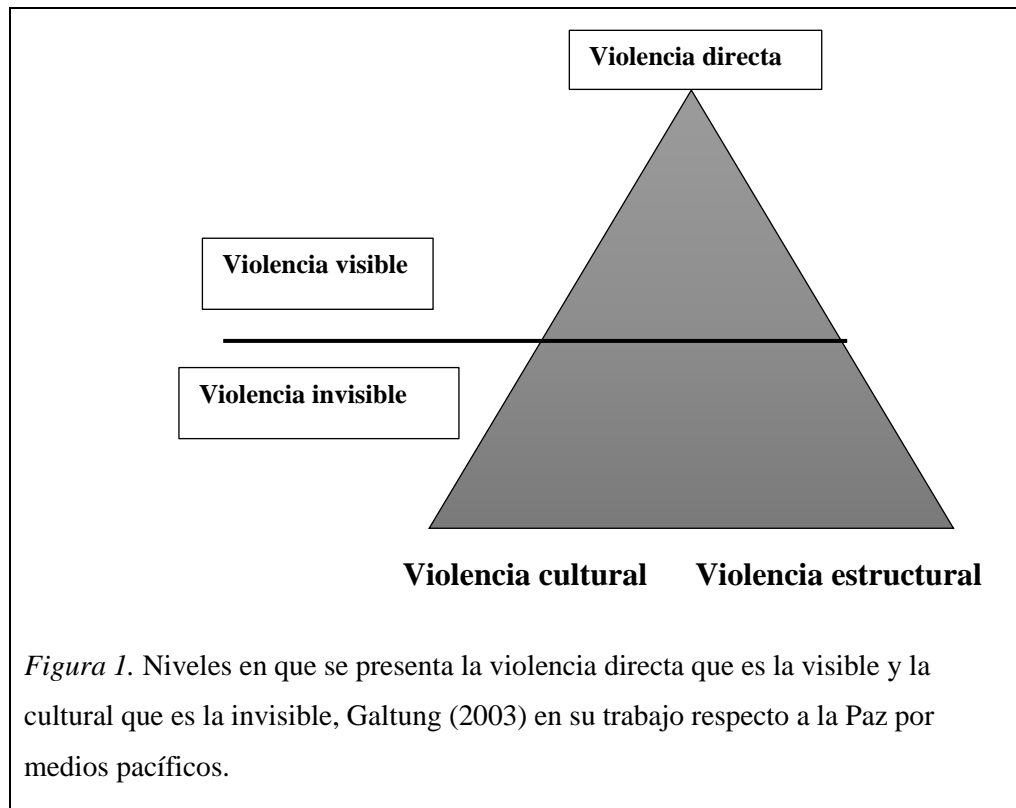 Violencia directa
Violencia visible
Violencia invisible
Violencia cultural Violencia estructural
Figura 1. Niveles en que se presenta la violencia directa que es la visible y la
cultural que es la invisible, Galtung (2003) en su trabajo respecto a la Paz por
medios pacíficos.